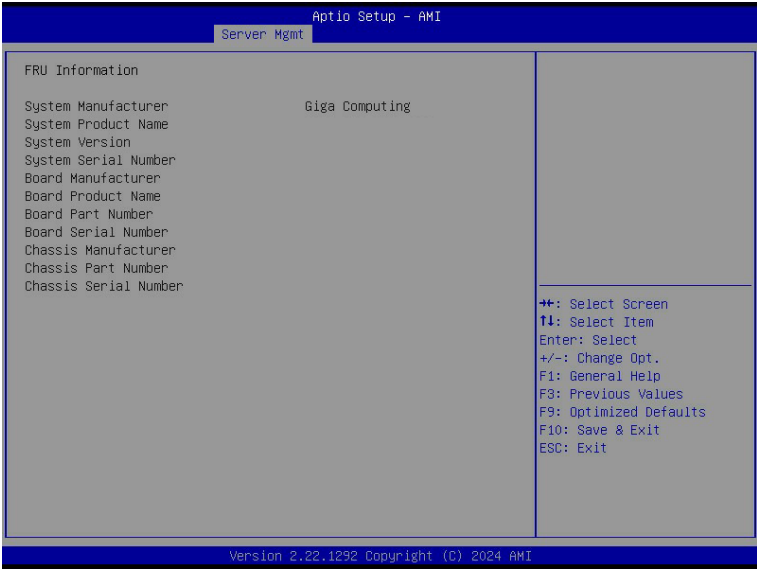 Aptio Setup – AMI
Server Mgmt
FRU Information
System Manufacturer Giga Computing
System Product Name
System Version
System Serial Number
Board Manufacturer
Board Product Name
Board Part Number
Board Serial Number
Chassis Manufacturer
Chassis Part Number
Chassis Serial Number
→←: Select Screen
↑↓: Select Item
Enter: Select
+/-: Change Opt.
F1: General Help
F3: Previous Values
F9: Optimized Defaults
F10: Save & Exit
ESC: Exit
Version 2.22.1292 Copyright (C) 2024 AMI